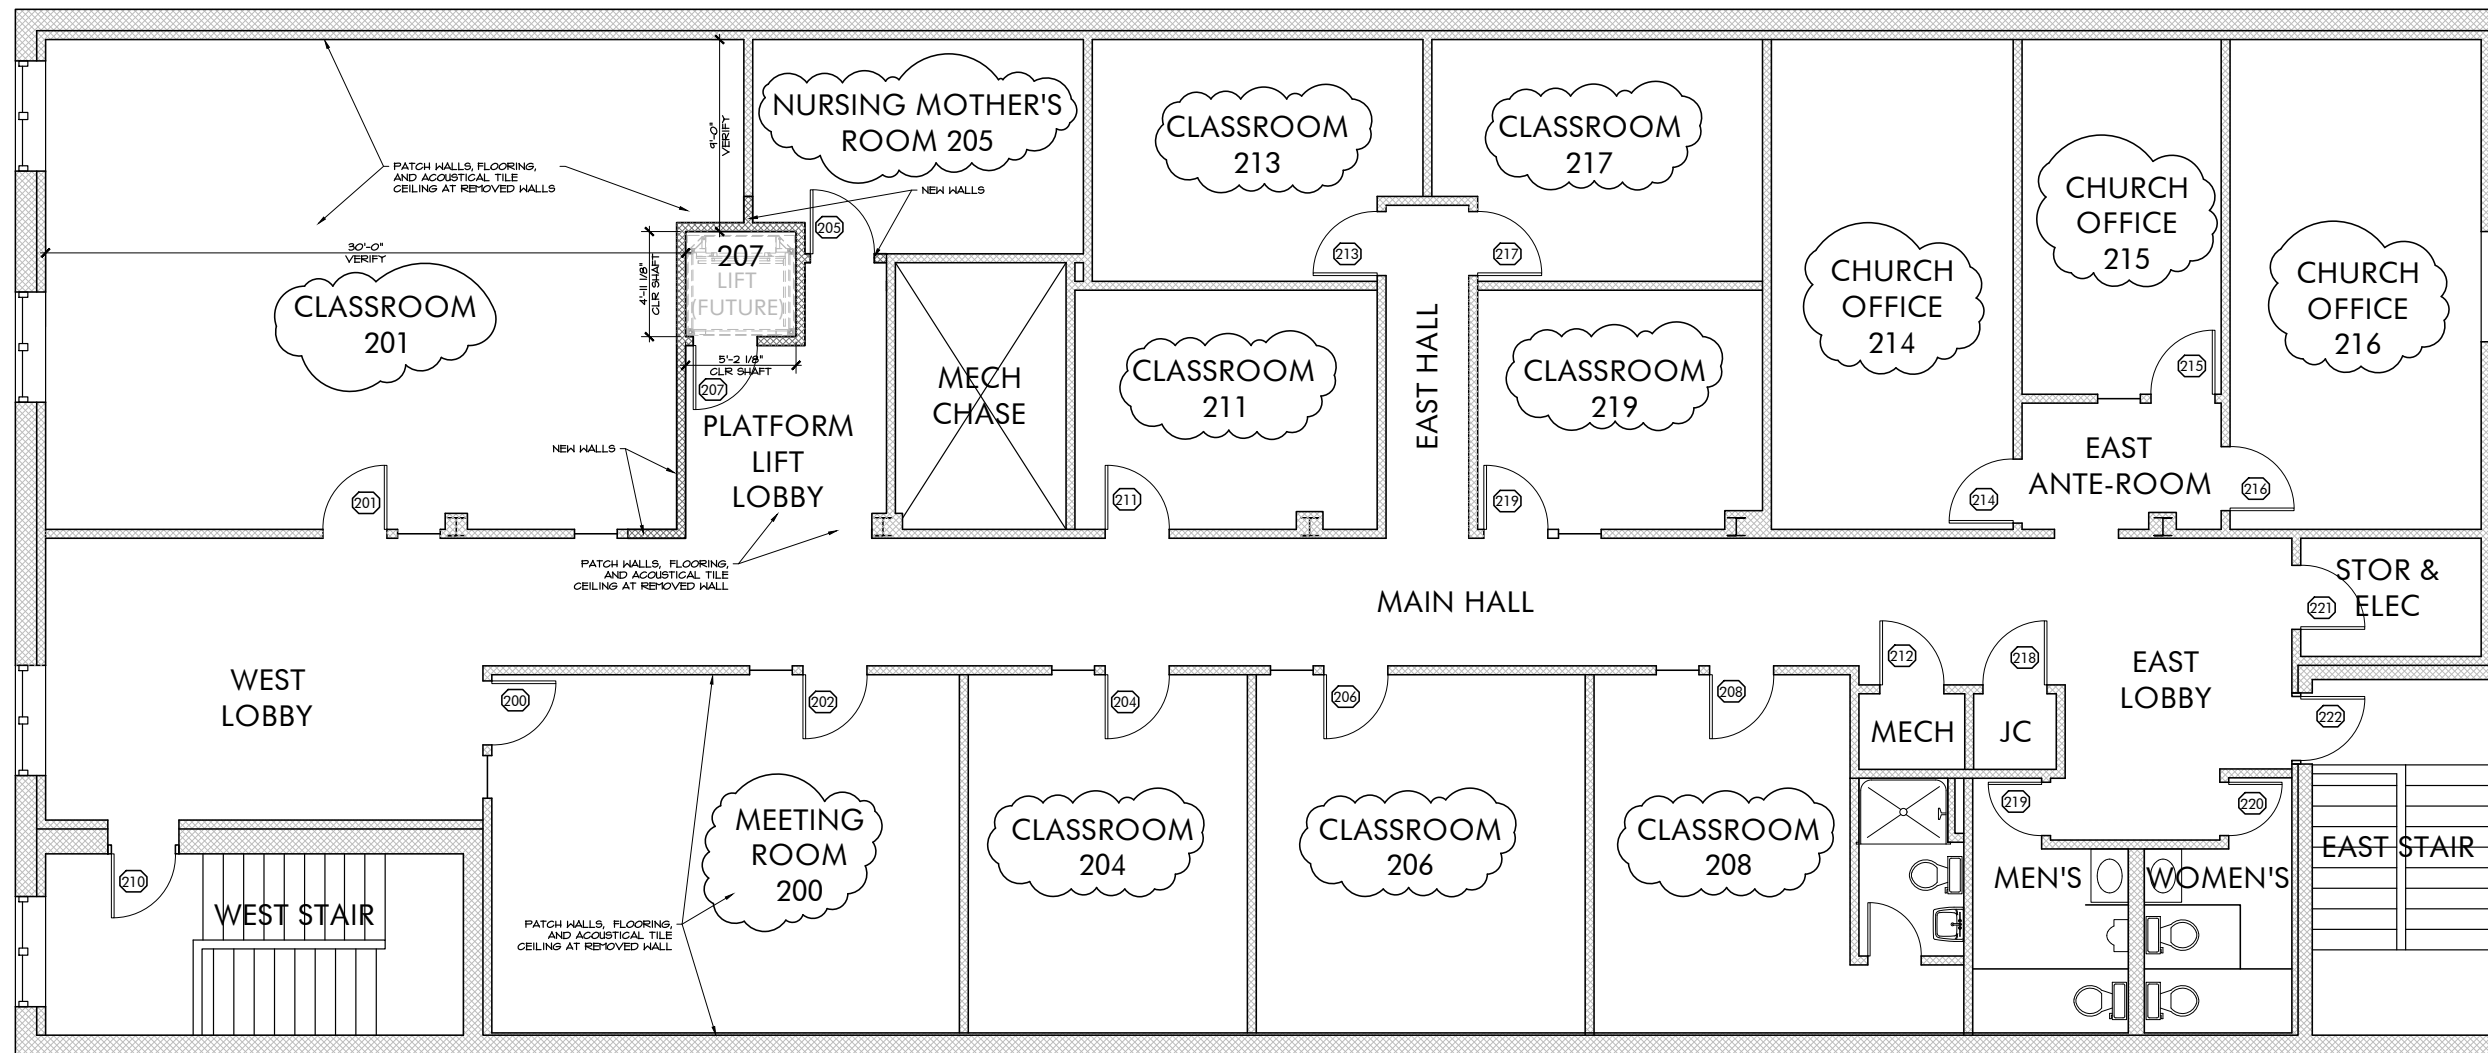 NURSING MOTHER'S
ROOM 205
CLASSROOM
213
CLASSROOM
217
9'-0"
VERIFY
PATCH WALLS, FLOORING,
AND ACOUSTICAL TILE
CEILING AT REMOVED WALLS
NEW WALLS
CHURCH
OFFICE
215
205
30'-0"
VERIFY
207
LIFT
(FUTURE)
4'-11 1/8"
CLR SHAFT
213
217
CHURCH
OFFICE
214
CHURCH
OFFICE
216
CLASSROOM
201
5'-2 1/8"
CLR SHAFT
207
MECH
CHASE
CLASSROOM
211
EAST HALL
CLASSROOM
219
215
PLATFORM
LIFT
LOBBY
NEW WALLS
EAST
ANTE-ROOM
201
211
219
214
216
PATCH WALLS, FLOORING,
AND ACOUSTICAL TILE
CEILING AT REMOVED WALL
MAIN HALL
STOR &
ELEC
221
WEST
LOBBY
200
202
204
206
208
212
218
EAST
LOBBY
222
MECH
JC
MEETING
ROOM
200
CLASSROOM
204
CLASSROOM
206
CLASSROOM
208
219
220
EAST STAIR
210
WEST STAIR
MEN'S
WOMEN'S
PATCH WALLS, FLOORING,
AND ACOUSTICAL TILE
CEILING AT REMOVED WALL